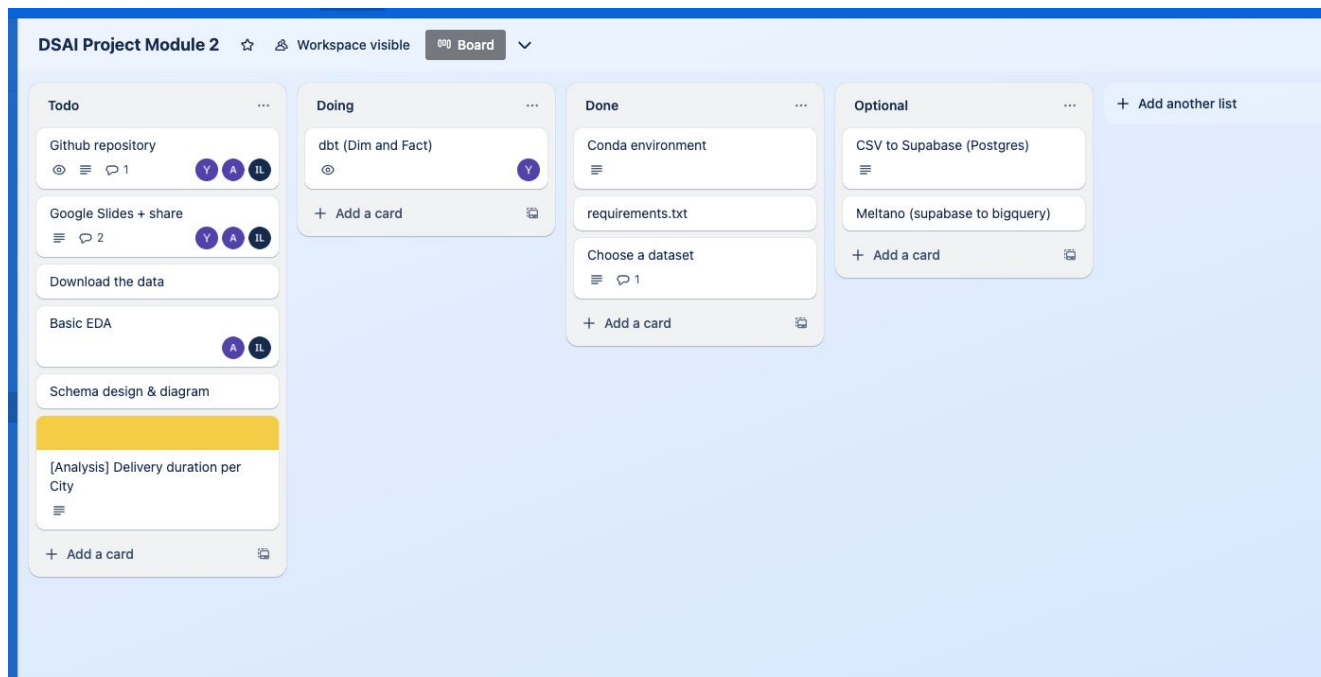 DSAI Project Module 2
Workspace visible
Board
Todo
Github repository
1
Y
A
IL
Google Slides + share
2
Y
A
IL
Download the data
Basic EDA
A
IL
Schema design & diagram
[Analysis] Delivery duration per
City
+ Add a card
Doing
dbt (Dim and Fact)
Y
+ Add a card
Done
Conda environment
requirements.txt
Choose a dataset
1
+ Add a card
Optional
CSV to Supabase (Postgres)
Meltano (supabase to bigquery)
+ Add a card
+ Add another list